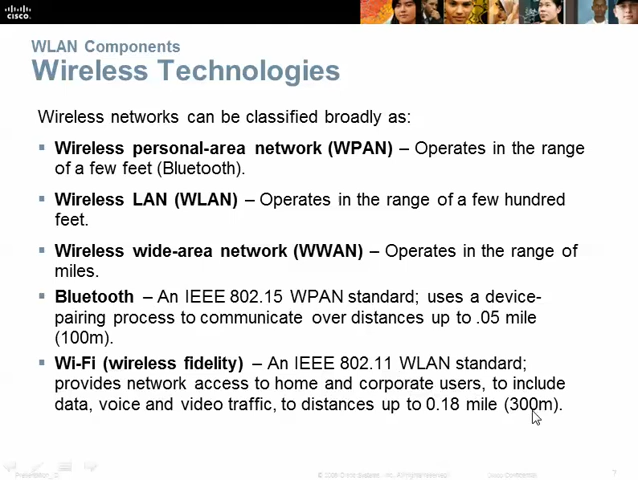 CISCO
WLAN Components
Wireless Technologies
Wireless networks can be classified broadly as:
Wireless personal-area network (WPAN) – Operates in the range
of a few feet (Bluetooth).
Wireless LAN (WLAN) – Operates in the range of a few hundred
feet.
Wireless wide-area network (WWAN) – Operates in the range of
miles.
Bluetooth – An IEEE 802.15 WPAN standard; uses a device-
pairing process to communicate over distances up to .05 mile
(100m).
Wi-Fi (wireless fidelity) – An IEEE 802.11 WLAN standard;
provides network access to home and corporate users, to include
data, voice and video traffic, to distances up to 0.18 mile (300m).
Cisco Confidential
7